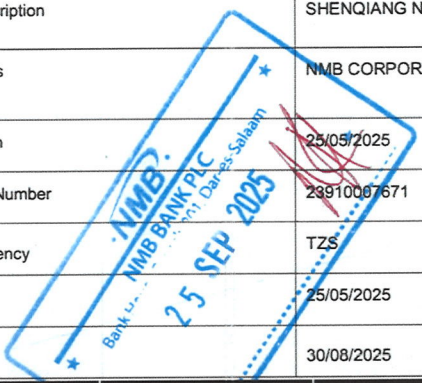 ription
SHENQIANG N
s
NMB CORPOR
n
25/05/2025
Number
23910007671
ency
TZS
25/05/2025
30/08/2025
NMB
NMB BANK PLC
Bank
Dar-es-Salaam
25 SEP 2025